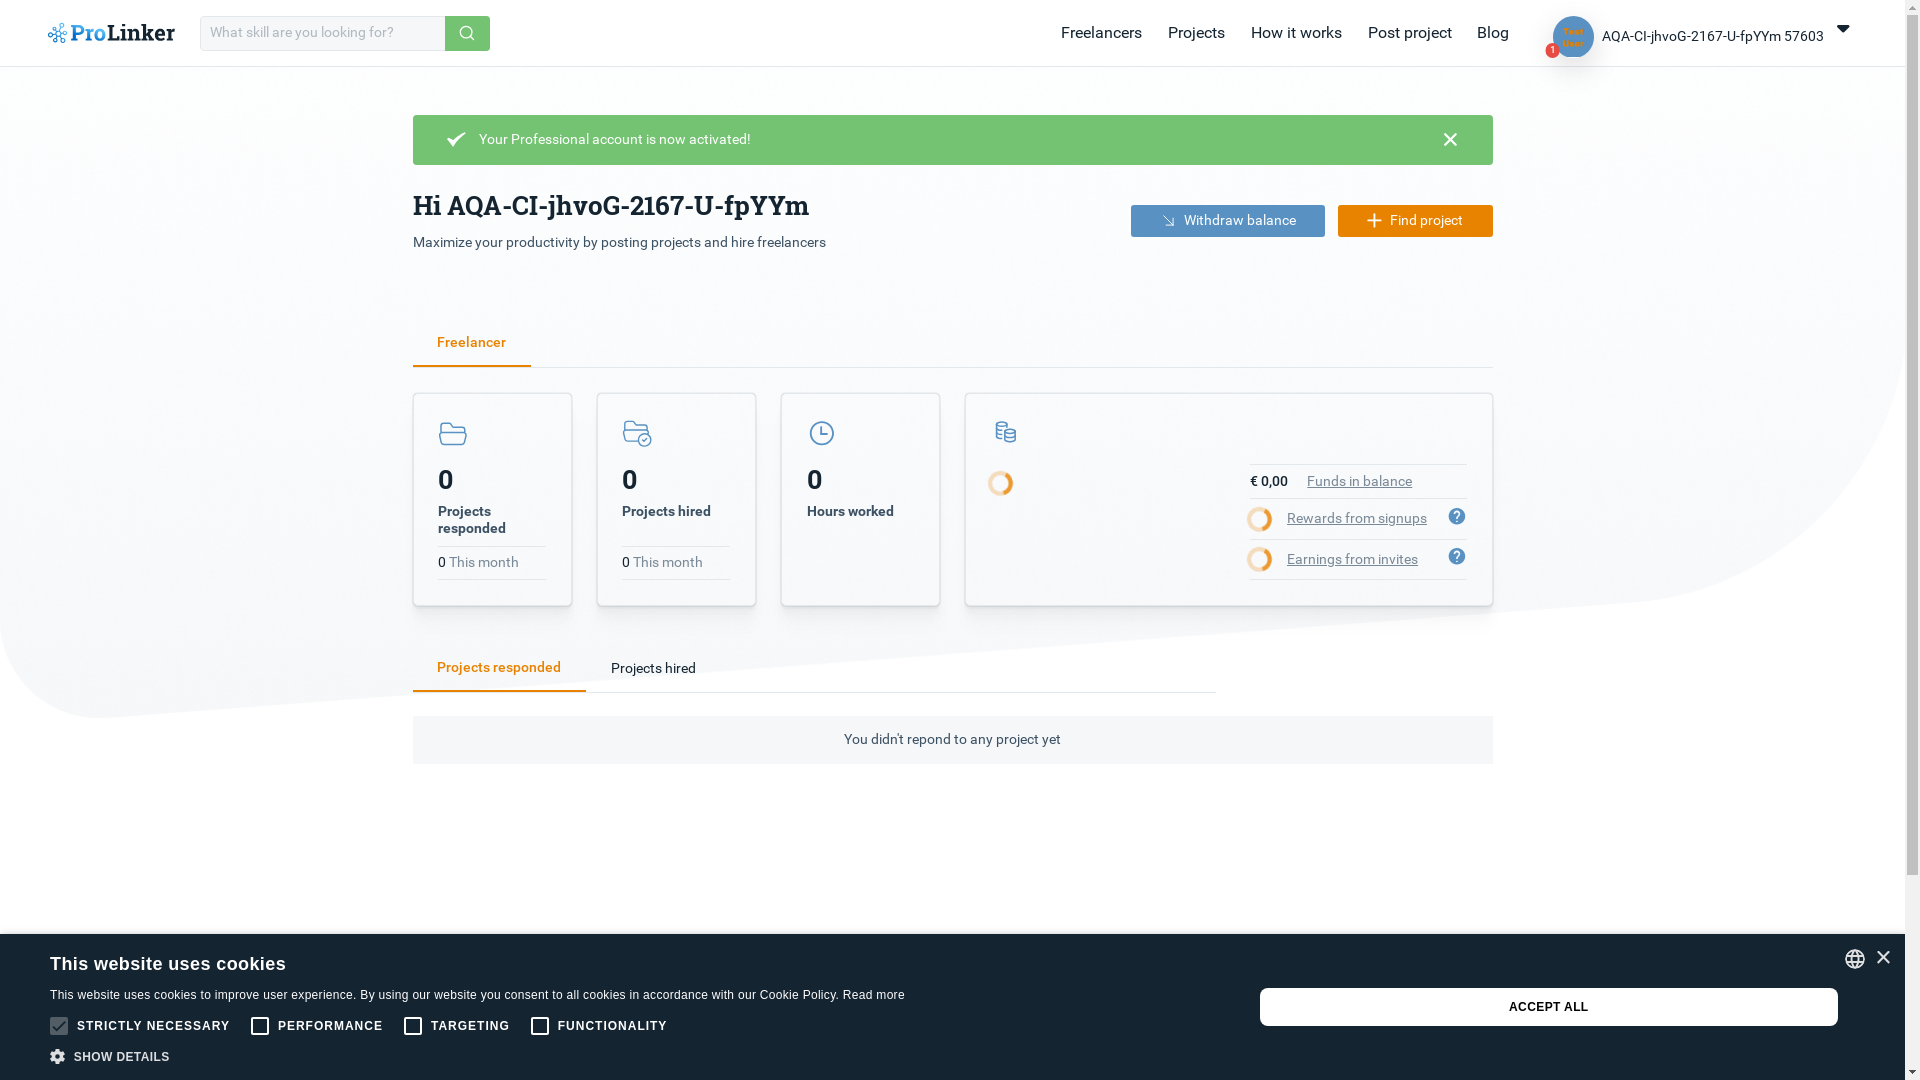 ProLinker
What skill are you looking for?
Freelancers
Projects
How it works
Post project
Blog
Test
User
1
AQA-CI-jhvoG-2167-U-fpYYm 57603
Your Professional account is now activated!
Hi AQA-CI-jhvoG-2167-U-fpYYm
Maximize your productivity by posting projects and hire freelancers
Withdraw balance
Find project
Freelancer
0
Projects
responded
0 This month
0
Projects hired
0 This month
0
Hours worked
€ 0,00 Funds in balance
Rewards from signups ?
Earnings from invites ?
Projects responded
Projects hired
You didn't repond to any project yet
This website uses cookies
This website uses cookies to improve user experience. By using our website you consent to all cookies in accordance with our Cookie Policy. Read more
STRICTLY NECESSARY
PERFORMANCE
TARGETING
FUNCTIONALITY
SHOW DETAILS
ACCEPT ALL